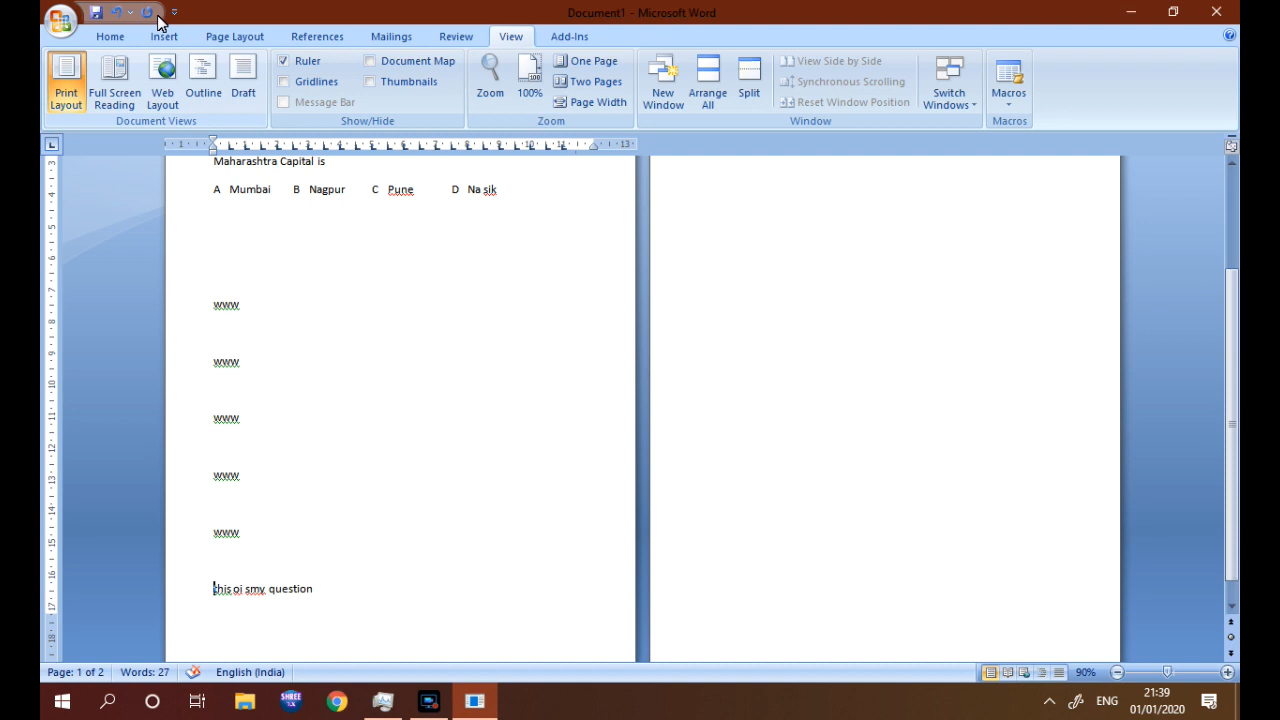 Document1 - Microsoft Word
Home Insert Page Layout References Mailings Review View Add-Ins
Print Layout
Full Screen Reading
Web Layout
Outline
Draft
Document Views
Ruler
Gridlines
Message Bar
Document Map
Thumbnails
Show/Hide
Zoom
100%
One Page
Two Pages
Page Width
Zoom
New Window
Arrange All
Split
View Side by Side
Synchronous Scrolling
Reset Window Position
Window
Switch Windows
Macros
Macros
Maharashtra Capital is
A Mumbai B Nagpur C Pune D Na sik
www
www
www
www
www
this oi smy question
Page: 1 of 2 Words: 27 English (India) 90%
ENG
21:39
01/01/2020